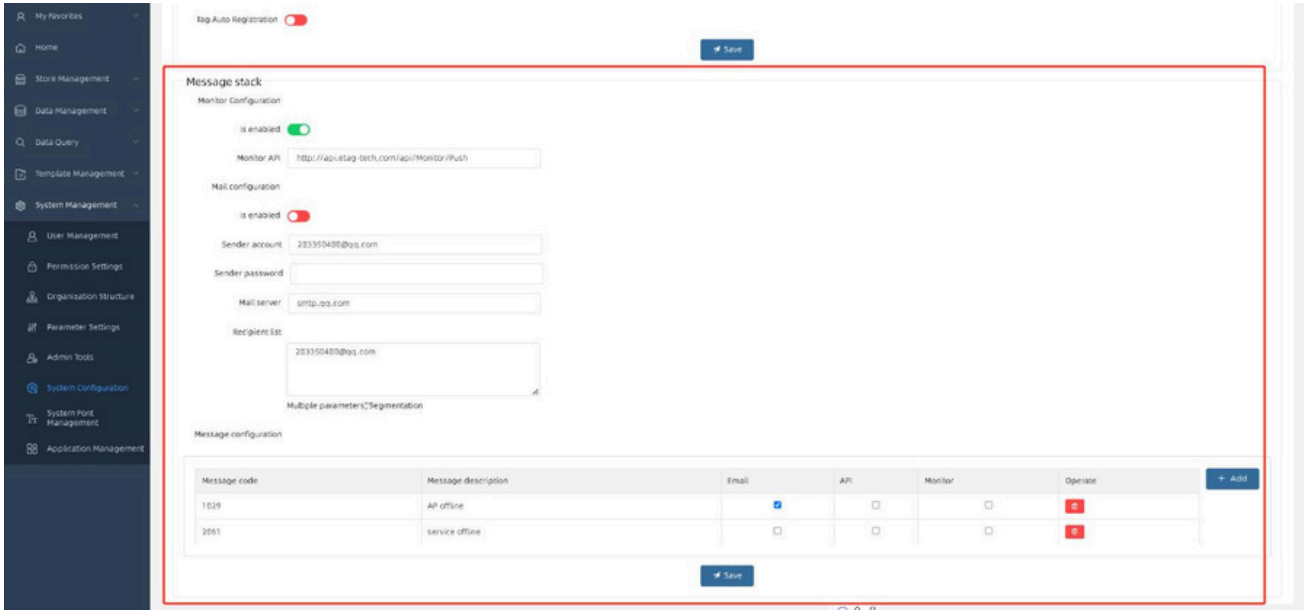 My Favorites
Home
Store Management
Data Management
Data Query
Template Management
System Management
User Management
Permission Settings
Organization Structure
Parameter Settings
Admin Tools
System Configuration
System Font
Management
Application Management
Tag Auto Registration
Save
Message stack
Monitor Configuration
Is enabled
Monitor API http://api.etag-tech.com/api/Monitor/Push
Mail configuration
Is enabled
Sender account 283350480@qq.com
Sender password
Mail server smtp.qq.com
Recipient list
283350480@qq.com
Multiple parameters";"Segmentation
Message configuration
Message code Message description Email API Monitor Operate + Add
1029 AP offline
2061 service offline
Save